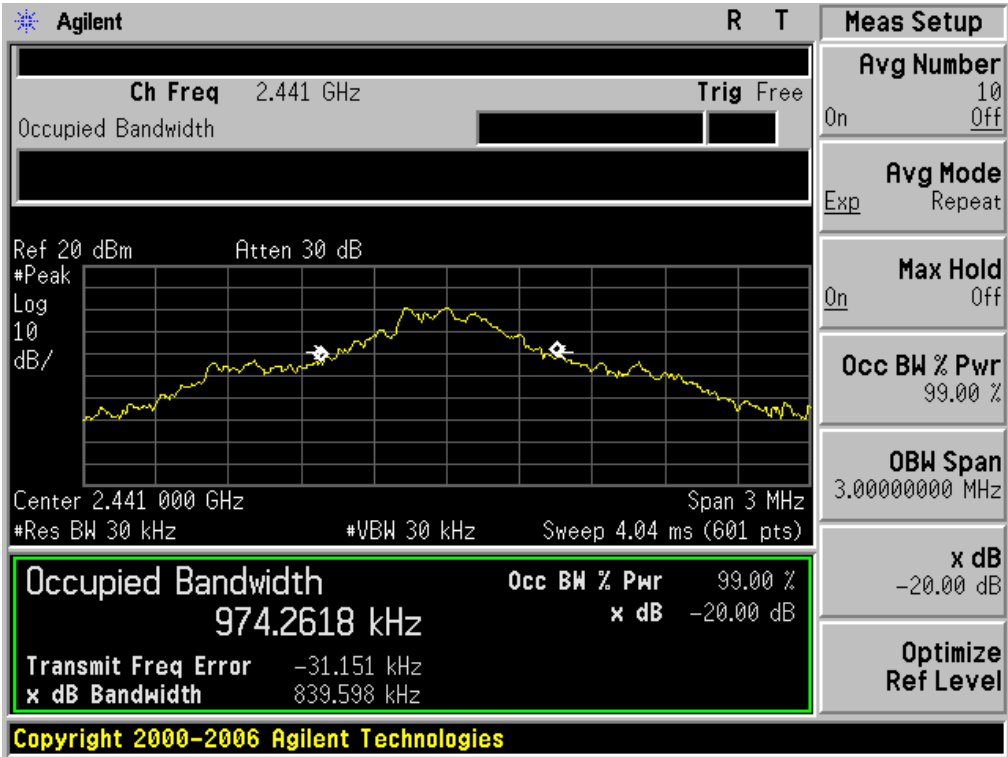 Agilent R T
Ch Freq 2.441 GHz Trig Free
Occupied Bandwidth
Ref 20 dBm Atten 30 dB
#Peak
Log
10
dB/
Center 2.441 000 GHz Span 3 MHz
#Res BW 30 kHz #VBW 30 kHz Sweep 4.04 ms (601 pts)
Occupied Bandwidth Occ BW % Pwr 99.00 %
974.2618 kHz x dB -20.00 dB
Transmit Freq Error -31.151 kHz
x dB Bandwidth 839.598 kHz
Copyright 2000-2006 Agilent Technologies
Meas Setup
Avg Number
10
On Off
Avg Mode
Exp Repeat
Max Hold
On Off
Occ BW % Pwr
99.00 %
OBW Span
3.00000000 MHz
x dB
-20.00 dB
Optimize
Ref Level